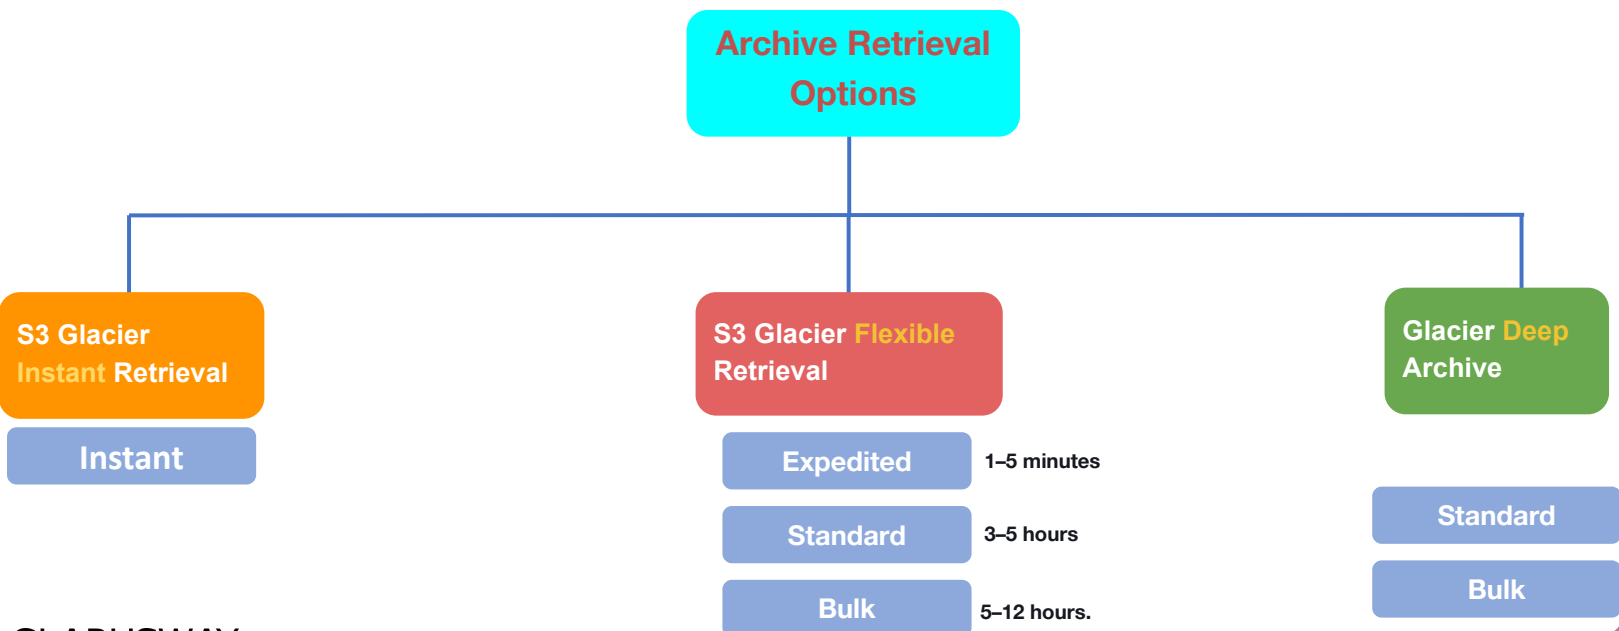 Archive Retrieval
Options
S3 Glacier
Instant Retrieval
Instant
S3 Glacier Flexible
Retrieval
Expedited
1–5 minutes
Standard
3–5 hours
Bulk
5–12 hours.
Glacier Deep
Archive
Standard
Bulk